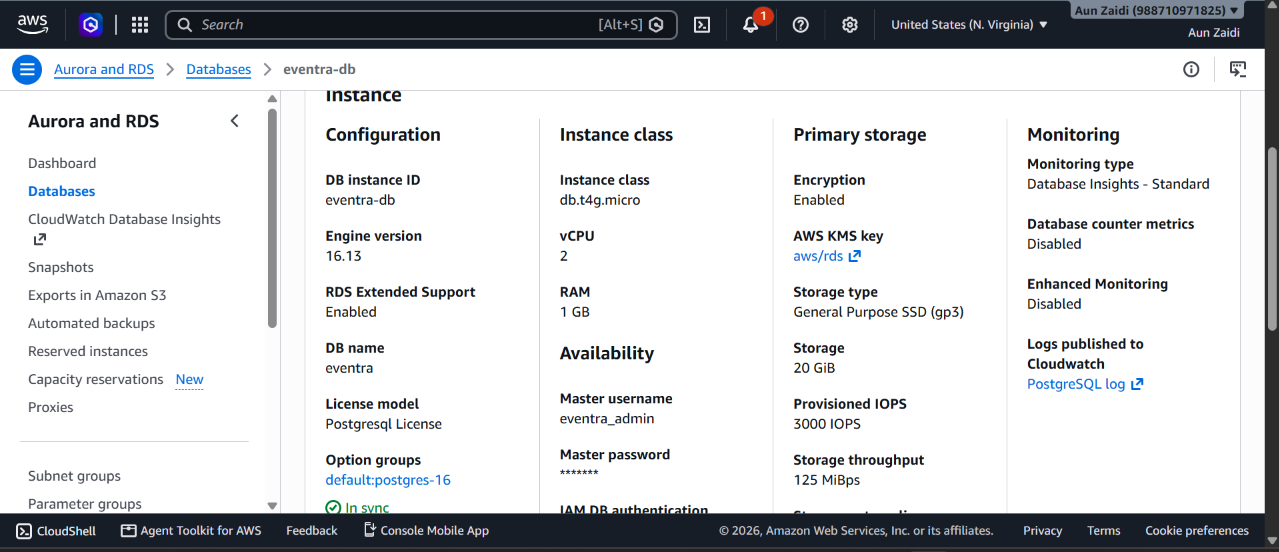 aws
Search
[Alt+S]
1
United States (N. Virginia)
Aun Zaidi (988710971825)
Aun Zaidi
Aurora and RDS
Databases
eventra-db
Aurora and RDS
Dashboard
Databases
CloudWatch Database Insights
Snapshots
Exports in Amazon S3
Automated backups
Reserved instances
Capacity reservations New
Proxies
Subnet groups
Parameter groups
Instance
Configuration
DB instance ID
eventra-db
Engine version
16.13
RDS Extended Support
Enabled
DB name
eventra
License model
Postgresql License
Option groups
default:postgres-16
In sync
Instance class
Instance class
db.t4g.micro
vCPU
2
RAM
1 GB
Availability
Master username
eventra_admin
Master password
*******
IAM DB authentication
Primary storage
Encryption
Enabled
AWS KMS key
aws/rds
Storage type
General Purpose SSD (gp3)
Storage
20 GiB
Provisioned IOPS
3000 IOPS
Storage throughput
125 MiBps
Monitoring
Monitoring type
Database Insights - Standard
Database counter metrics
Disabled
Enhanced Monitoring
Disabled
Logs published to
Cloudwatch
PostgreSQL log
CloudShell
Agent Toolkit for AWS
Feedback
Console Mobile App
© 2026, Amazon Web Services, Inc. or its affiliates.
Privacy
Terms
Cookie preferences